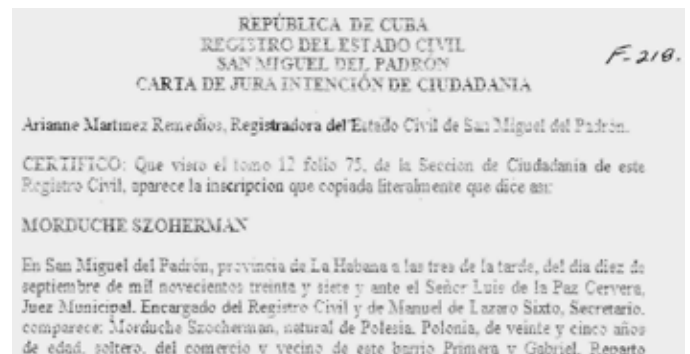 REPÚBLICA DE CUBA
REGISTRO DEL ESTADO CIVIL
SAN MIGUEL DEL PADRÓN
F-218.
CARTA DE JURA INTENCIÓN DE CIUDADANIA
Arianne Martinez Remedios, Registradora del Estado Civil de San Miguel del Padrón.
CERTIFICO: Que visto el tomo 12 folio 75, de la Seccion de Ciudadania de este
Registro Civil, aparece la inscripcion que copiada literalmente que dice asi:
MORDUCHE SZOHERMAN
En San Miguel del Padrón, provincia de La Habana a las tres de la tarde, del dia diez de
septiembre de mil novecientos treinta y siete y ante el Señor Luis de la Paz Cervera,
Juez Municipal. Encargado del Registro Civil y de Manuel de Lazaro Sixto, Secretario.
comparece: Morduche Szocherman, natural de Polesia, Polonia, de veinte y cinco años
de edad, soltero, del comercio y vecino de este barrio Primera y Gabriel, Reparto